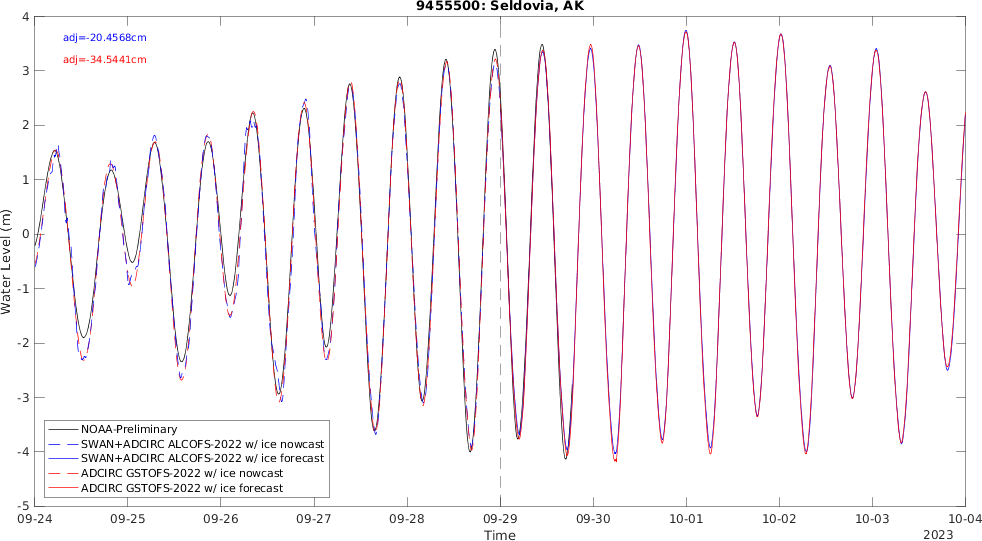 9455500: Seldovia, AK
adj=-20.4568cm
adj=-34.5441cm
Water Level (m)
4
3
2
1
0
-1
-2
-3
-4
-5
NOAA-Preliminary
SWAN+ADCIRC ALCOFS-2022 w/ ice nowcast
SWAN+ADCIRC ALCOFS-2022 w/ ice forecast
ADCIRC GSTOFS-2022 w/ ice nowcast
ADCIRC GSTOFS-2022 w/ ice forecast
09-24 09-25 09-26 09-27 09-28 09-29 09-30 10-01 10-02 10-03 10-04
Time
2023